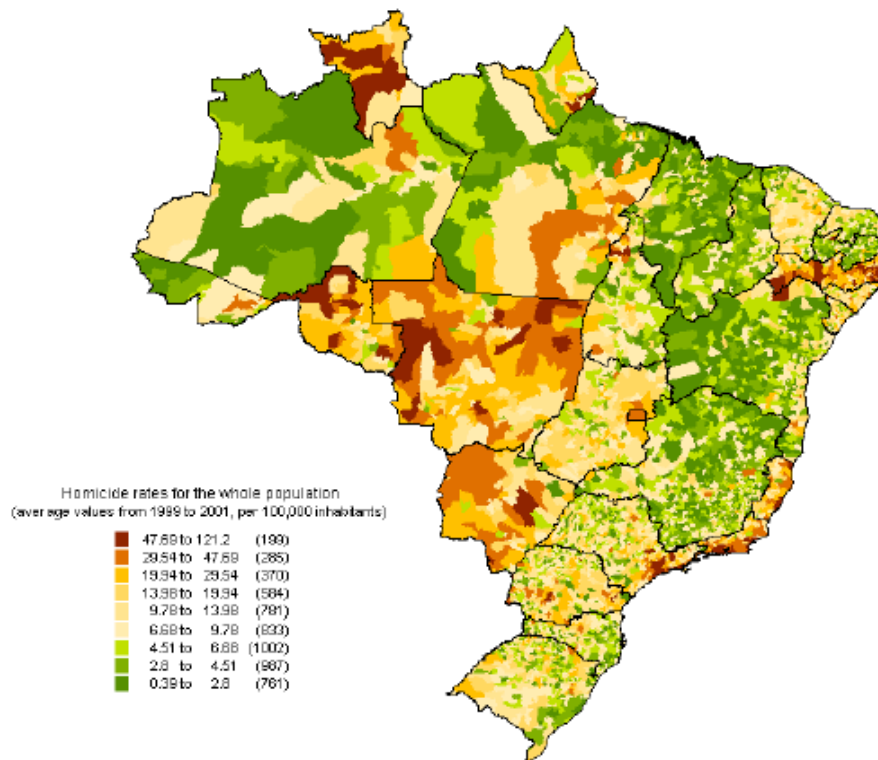 Homicide rates for the whole population
(average values from 1999 to 2001, per 100,000 inhabitants)
47.69 to 121.2 (199)
29.54 to 47.69 (285)
19.94 to 29.54 (370)
13.98 to 19.94 (584)
9.78 to 13.98 (781)
6.68 to 9.78 (833)
4.51 to 6.68 (1002)
2.8 to 4.51 (987)
0.39 to 2.8 (761)